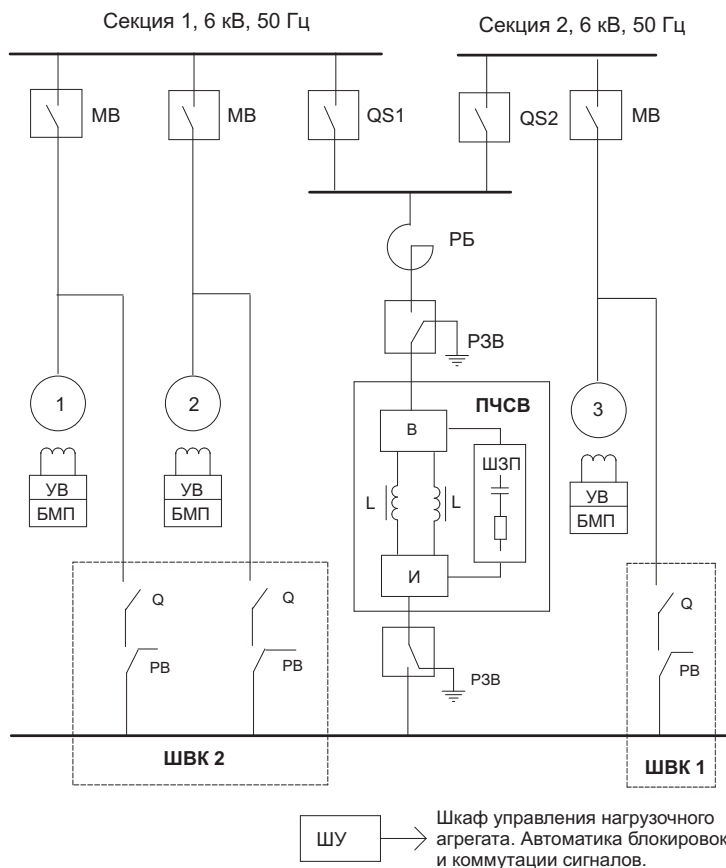 Секция 1, 6 кВ, 50 Гц
Секция 2, 6 кВ, 50 Гц
МВ
МВ
QS1
QS2
МВ
РБ
РЗВ
1
2
3
ПЧСВ
В
ШЗП
L
L
И
УВ
БМП
УВ
БМП
УВ
БМП
Q
Q
Q
РВ
РВ
РВ
РЗВ
ШВК 2
ШВК 1
ШУ
Шкаф управления нагрузочного
агрегата. Автоматика блокировок
и коммутации сигналов.